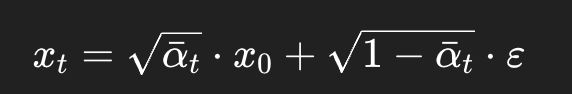 x_t = √ᾱ_t · x_0 + √1 − ᾱ_t · ε